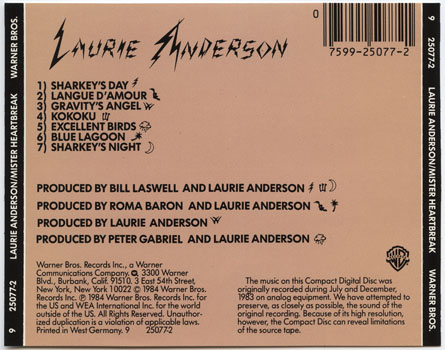 LAURIE ANDERSON
0
7599-25077-2
1) SHARKEY'S DAY
2) LANGUE D'AMOUR
3) GRAVITY'S ANGEL
4) KOKOKU
5) EXCELLENT BIRDS
6) BLUE LAGOON
7) SHARKEY'S NIGHT
PRODUCED BY BILL LASWELL AND LAURIE ANDERSON
PRODUCED BY ROMA BARON AND LAURIE ANDERSON
PRODUCED BY LAURIE ANDERSON
PRODUCED BY PETER GABRIEL AND LAURIE ANDERSON
Warner Bros. Records Inc., a Warner
Communications Company, 3300 Warner
Blvd., Burbank, Calif. 91510. 3 East 54th Street,
New York, New York 10022 © 1984 Warner Bros.
Records Inc. ℗ 1984 Warner Bros. Records Inc. for
the US and WEA International Inc. for the world
outside of the US. All Rights Reserved. Unauthor-
ized duplication is a violation of applicable laws.
Printed in West Germany. 9 25077-2
The music on this Compact Digital Disc was
originally recorded during July and December,
1983 on analog equipment. We have attempted to
preserve, as closely as possible, the sound of the
original recording. Because of its high resolution,
however, the Compact Disc can reveal limitations
of the source tape.
9 25077-2 LAURIE ANDERSON/MISTER HEARTBREAK WARNER BROS.
WARNER BROS. LAURIE ANDERSON/MISTER HEARTBREAK 9 25077-2